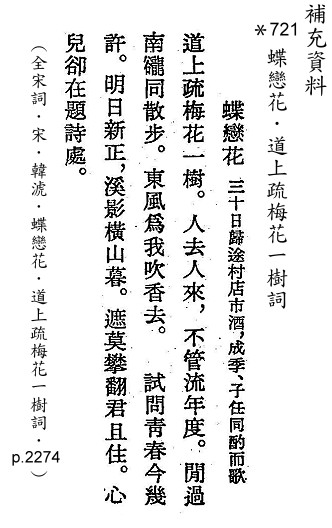 補充資料
*721 蝶戀花・道上疏梅花一樹詞
蝶戀花 三十日歸途村店市酒，成季、子任同酌而歌
道上疏梅花一樹。人去人來，不管流年度。閒過
南礲同散步。東風爲我吹香去。 試問靑春今幾
許。明日新正，溪影橫山暮。遮莫攀翻君且住。心
兒卻在題詩處。
（全宋詞・宋・韓淲・蝶戀花・道上疏梅花一樹詞・p.2274）